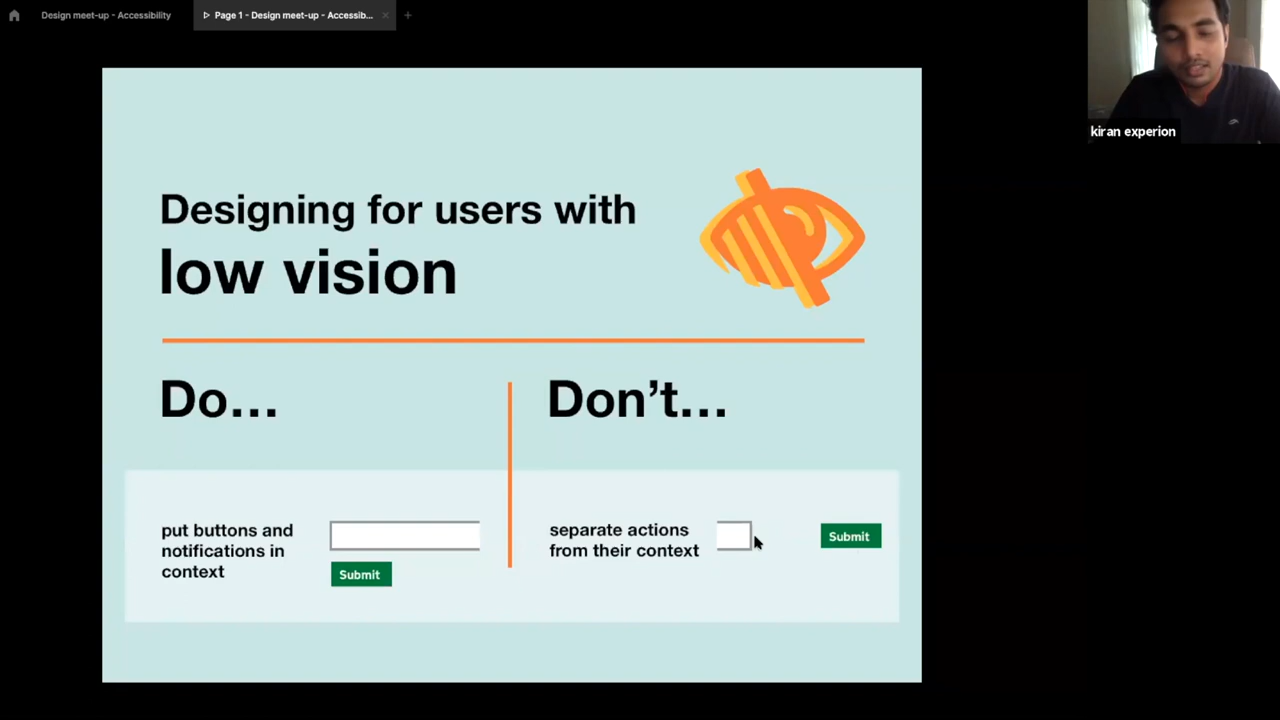 Design meet-up - Accessibility
Page 1 - Design meet-up - Accessib...
kiran experion
Designing for users with
low vision
Do...
Don't...
put buttons and
notifications in
context
Submit
separate actions
from their context
Submit